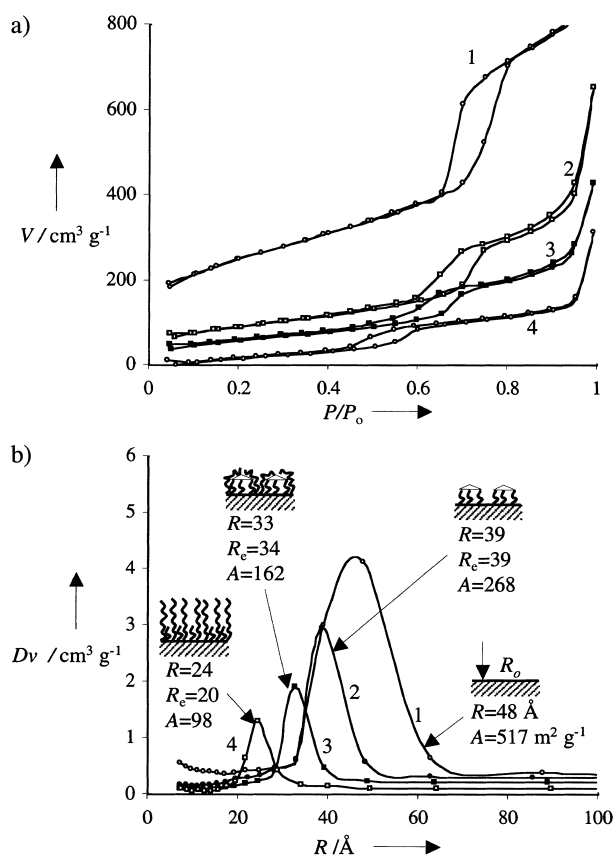 a)
800
600
400
200
0
V / cm³ g⁻¹
1
2
3
4
0
0.2
0.4
0.6
0.8
1
P/Pₒ
b)
6
5
4
3
2
1
0
Dv / cm³ g⁻¹
R=33
Rₑ=34
A=162
R=39
Rₑ=39
A=268
R=24
Rₑ=20
A=98
Rₒ
R=48 Å
A=517 m² g⁻¹
4
3
2
1
0
20
40
60
80
100
R /Å